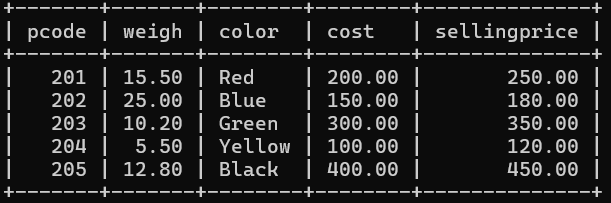 +-------+-------+--------+--------+--------------+
| pcode | weigh | color  | cost   | sellingprice |
+-------+-------+--------+--------+--------------+
|   201 | 15.50 | Red    | 200.00 |       250.00 |
|   202 | 25.00 | Blue   | 150.00 |       180.00 |
|   203 | 10.20 | Green  | 300.00 |       350.00 |
|   204 |  5.50 | Yellow | 100.00 |       120.00 |
|   205 | 12.80 | Black  | 400.00 |       450.00 |
+-------+-------+--------+--------+--------------+